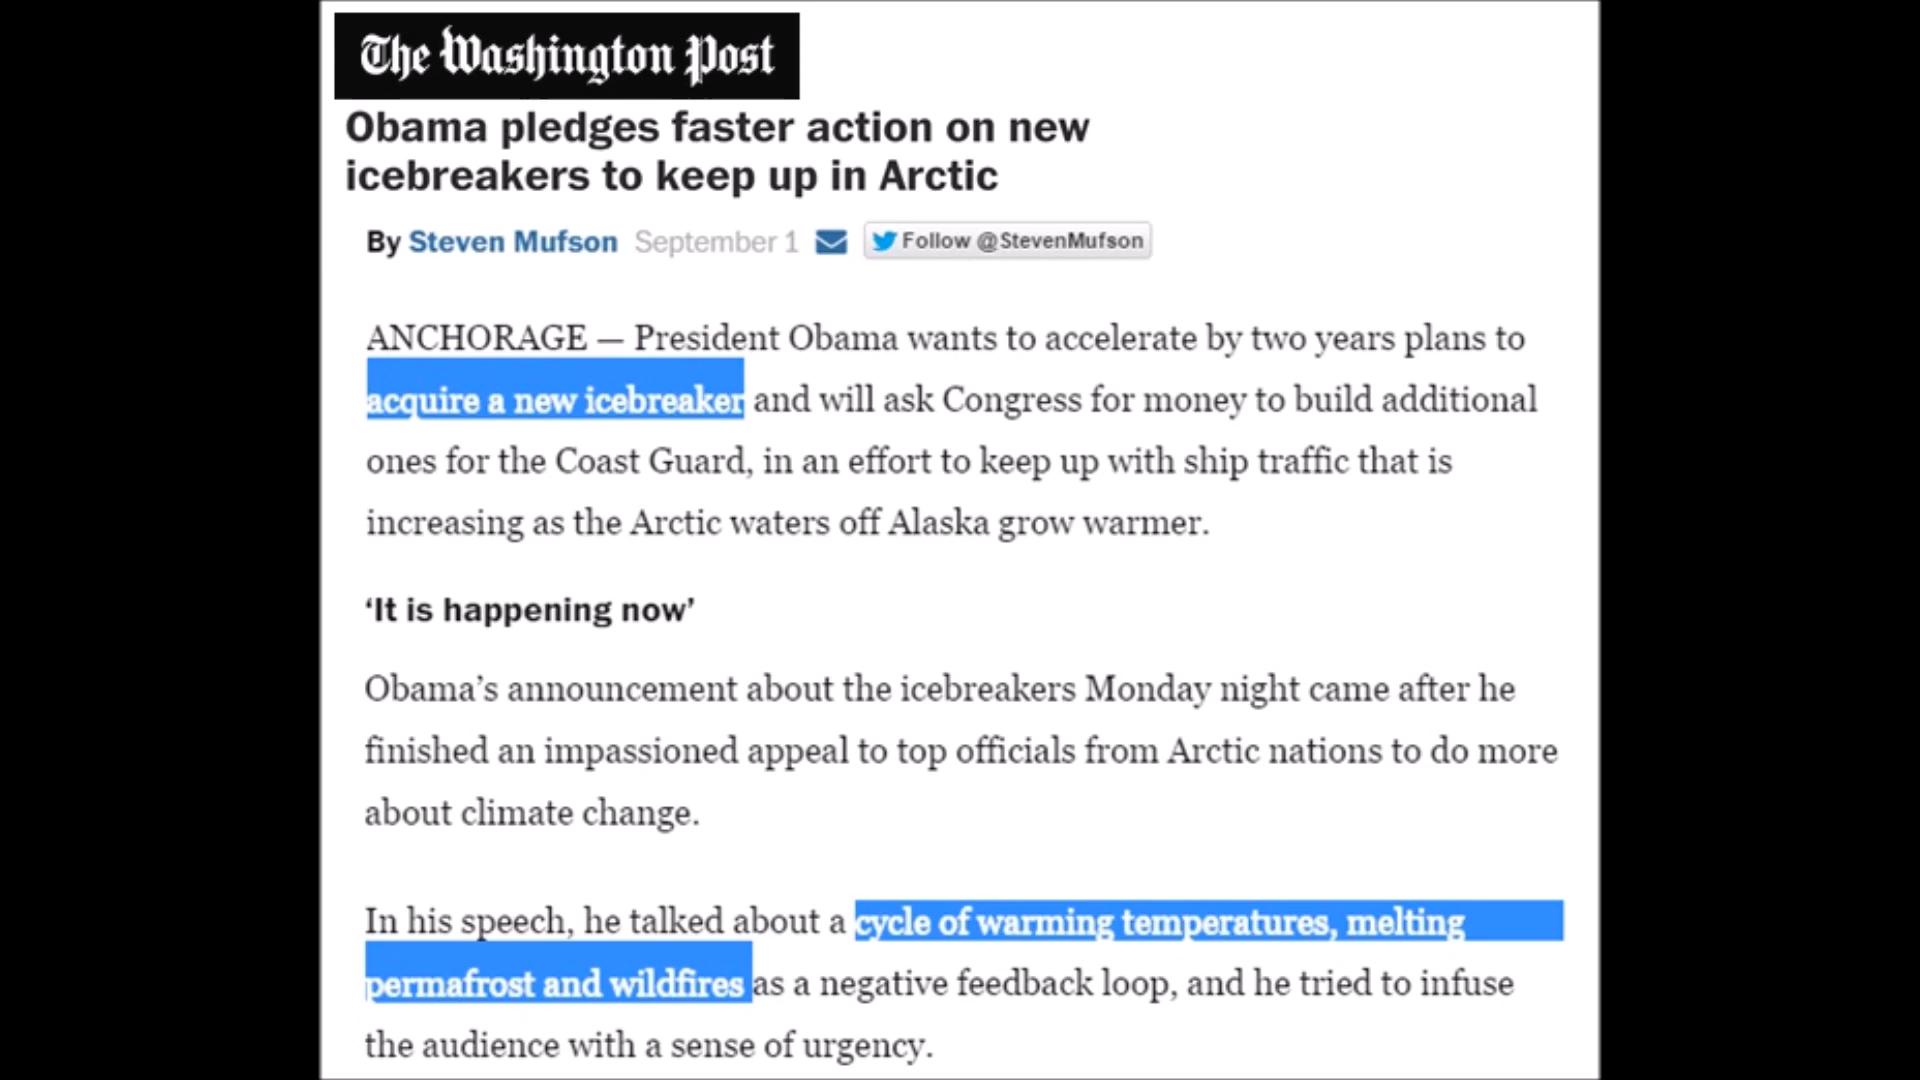 The Washington Post
Obama pledges faster action on new
icebreakers to keep up in Arctic
By Steven Mufson September 1 Follow @StevenMufson
ANCHORAGE — President Obama wants to accelerate by two years plans to
acquire a new icebreaker and will ask Congress for money to build additional
ones for the Coast Guard, in an effort to keep up with ship traffic that is
increasing as the Arctic waters off Alaska grow warmer.
‘It is happening now’
Obama’s announcement about the icebreakers Monday night came after he
finished an impassioned appeal to top officials from Arctic nations to do more
about climate change.
In his speech, he talked about a cycle of warming temperatures, melting
permafrost and wildfires as a negative feedback loop, and he tried to infuse
the audience with a sense of urgency.